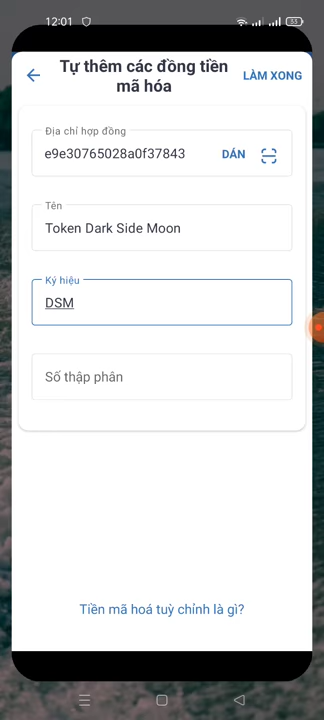 12:01
53
Tự thêm các đồng tiền
mã hóa
LÀM XONG
Địa chỉ hợp đồng
e9e30765028a0f37843
DÁN
Tên
Token Dark Side Moon
Ký hiệu
DSM
Số thập phân
Tiền mã hoá tuỳ chỉnh là gì?